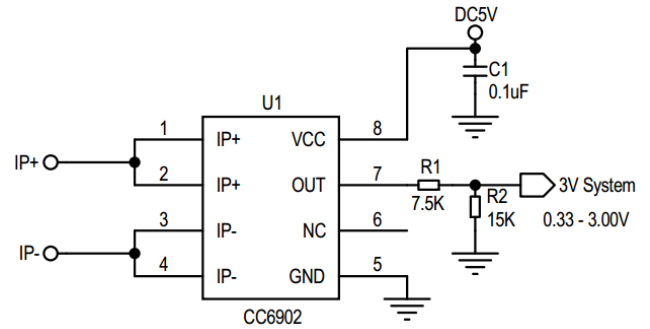 DC5V
C1
0.1uF
U1
1 IP+ VCC 8
IP+
2 IP+ OUT 7 R1 3V System
7.5K R2
15K 0.33 - 3.00V
3 IP- NC 6
IP-
4 IP- GND 5
CC6902